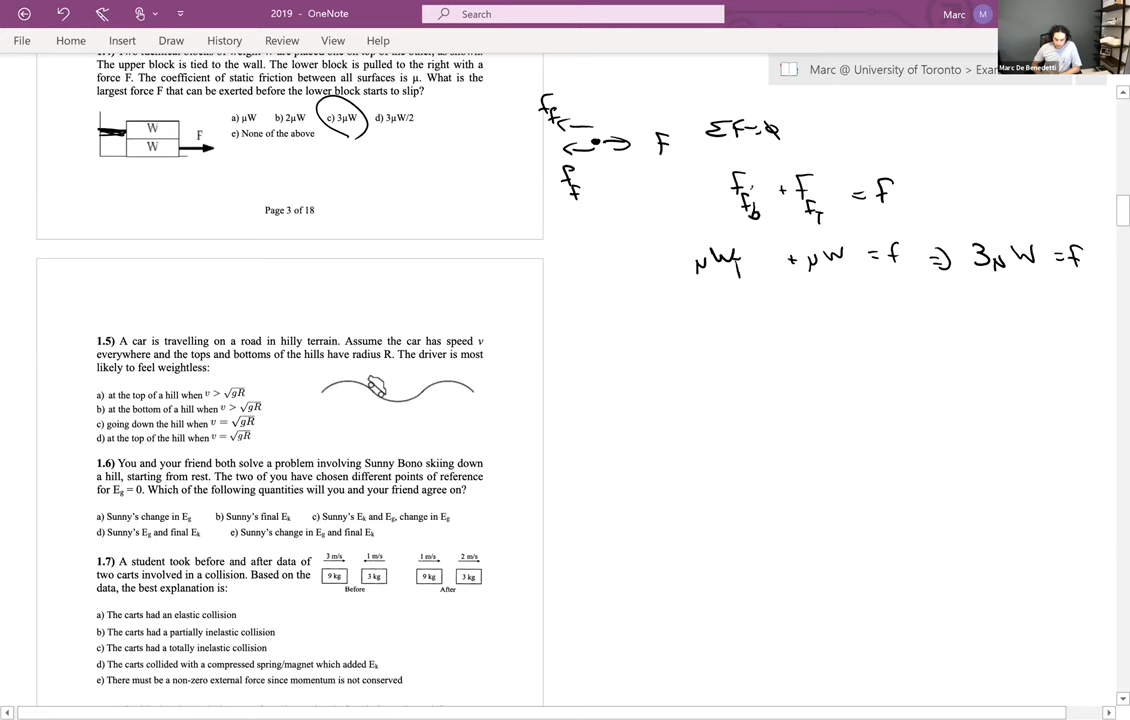 2019 - OneNote
Search
Marc
M
File Home Insert Draw History Review View Help
Marc De Benedetti
Marc @ University of Toronto > Exa
The upper block is tied to the wall. The lower block is pulled to the right with a
force F. The coefficient of static friction between all surfaces is μ. What is the
largest force F that can be exerted before the lower block starts to slip?
a) μW b) 2μW c) 3μW d) 3μW/2
e) None of the above
W
W
F
Page 3 of 18
F
ΣF=0
= F
+ μW = F ⇒ 3μW = F
1.5) A car is travelling on a road in hilly terrain. Assume the car has speed v
everywhere and the tops and bottoms of the hills have radius R. The driver is most
likely to feel weightless:
a) at the top of a hill when v > √gR
b) at the bottom of a hill when v > √gR
c) going down the hill when v = √gR
d) at the top of the hill when v = √gR
1.6) You and your friend both solve a problem involving Sunny Bono skiing down
a hill, starting from rest. The two of you have chosen different points of reference
for Eg = 0. Which of the following quantities will you and your friend agree on?
a) Sunny's change in Eg b) Sunny's final Ek c) Sunny's Ek and Eg, change in Eg
d) Sunny's Eg and final Ek e) Sunny's change in Eg and final Ek
1.7) A student took before and after data of
two carts involved in a collision. Based on the
data, the best explanation is:
3 m/s 1 m/s 1 m/s 2 m/s
9 kg 3 kg 9 kg 3 kg
Before After
a) The carts had an elastic collision
b) The carts had a partially inelastic collision
c) The carts had a totally inelastic collision
d) The carts collided with a compressed spring/magnet which added Ek
e) There must be a non-zero external force since momentum is not conserved